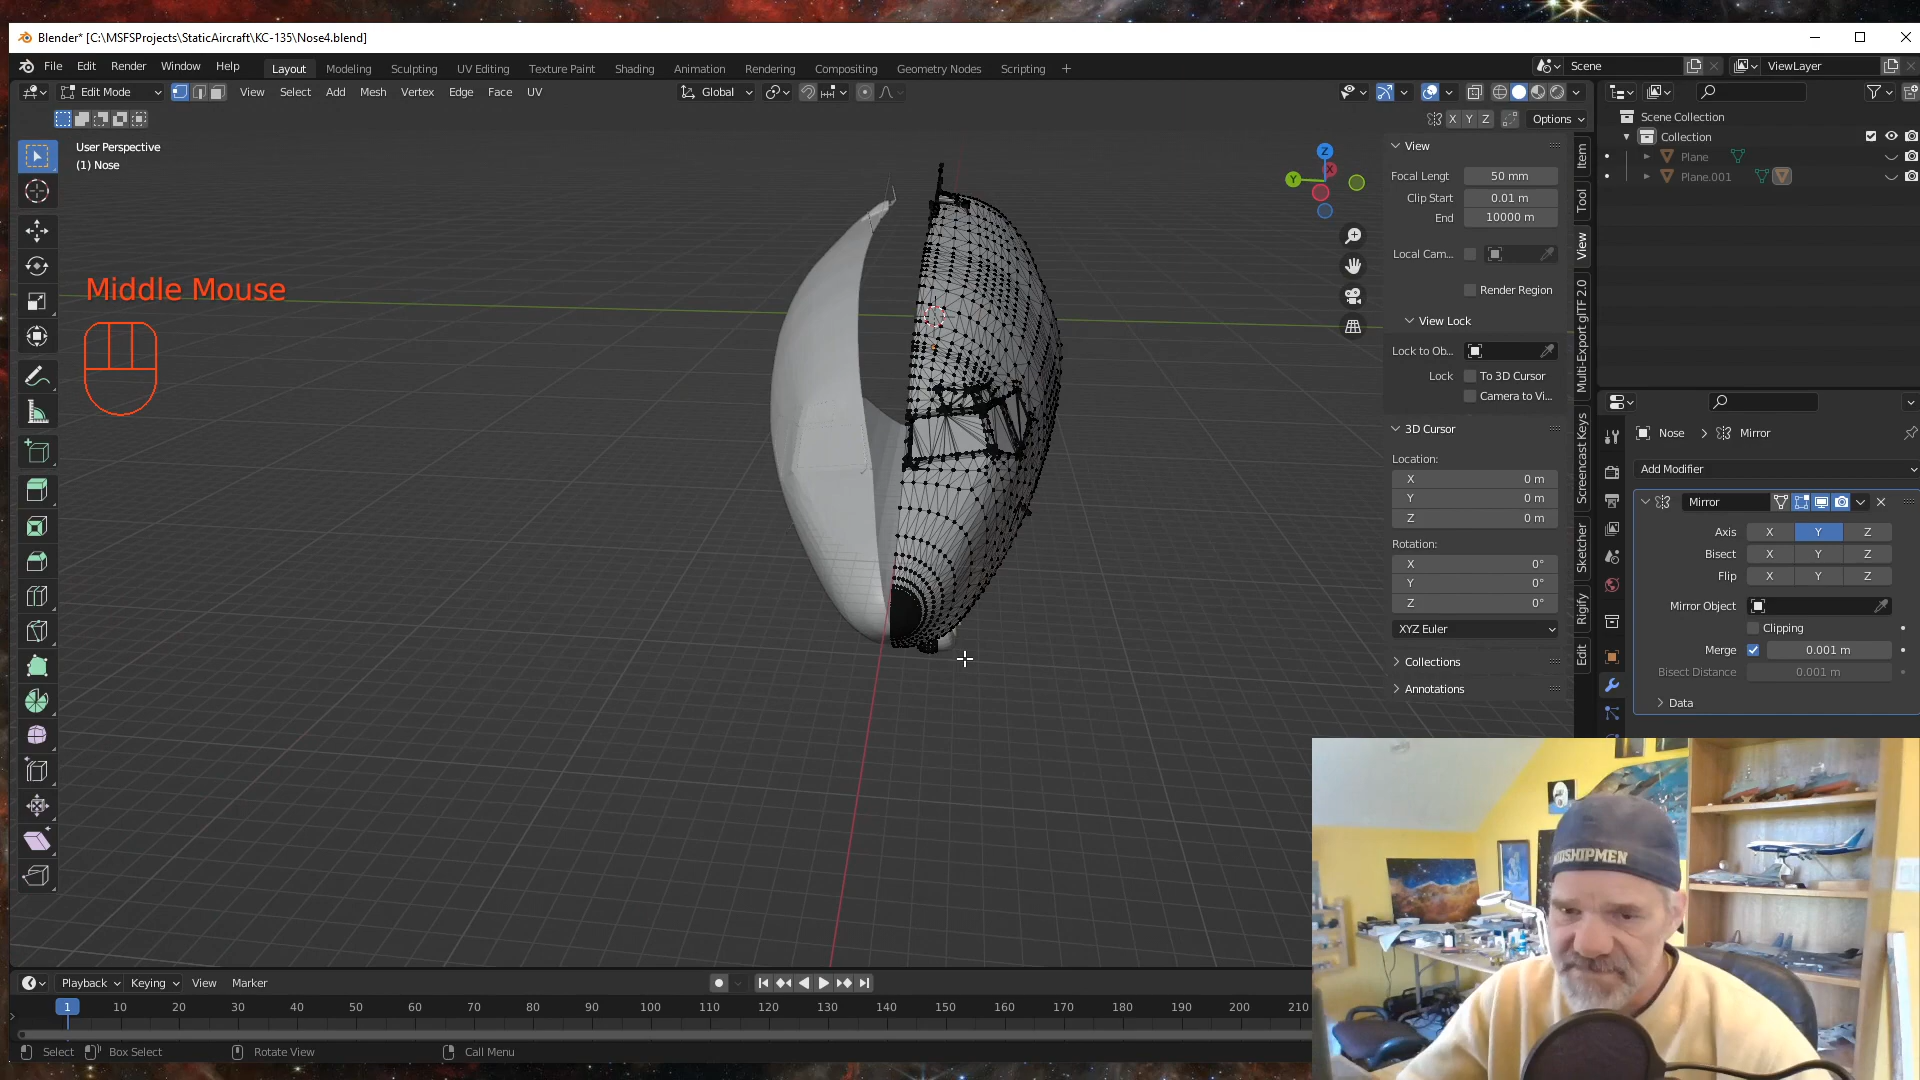 Blender* [C:\MSFSProjects\StaticAircraft\KC-135\Nose4.blend]
File Edit Render Window Help Layout Modeling Sculpting UV Editing Texture Paint Shading Animation Rendering Compositing Geometry Nodes Scripting + Scene ViewLayer
Edit Mode View Select Add Mesh Vertex Edge Face UV Global
X Y Z Options
Scene Collection
Collection
Plane
Plane.001
User Perspective
(1) Nose
Middle Mouse
Z
Y
X
View
Focal Lengt 50 mm
Clip Start 0.01 m
End 10000 m
Local Cam...
Render Region
View Lock
Lock to Ob...
Lock To 3D Cursor
Camera to Vi...
3D Cursor
Location:
X 0 m
Y 0 m
Z 0 m
Rotation:
X 0°
Y 0°
Z 0°
XYZ Euler
Collections
Annotations
Item
Tool
View
Multi-Export glTF 2.0
Screencast Keys
Sketcher
Rigify
Edit
Nose > Mirror
Add Modifier
Mirror
Axis X Y Z
Bisect X Y Z
Flip X Y Z
Mirror Object
Clipping
Merge 0.001 m
Bisect Distance 0.001 m
Data
Playback Keying View Marker
1 10 20 30 40 50 60 70 80 90 100 110 120 130 140 150 160 170 180 190 200 210
Select Box Select Rotate View Call Menu